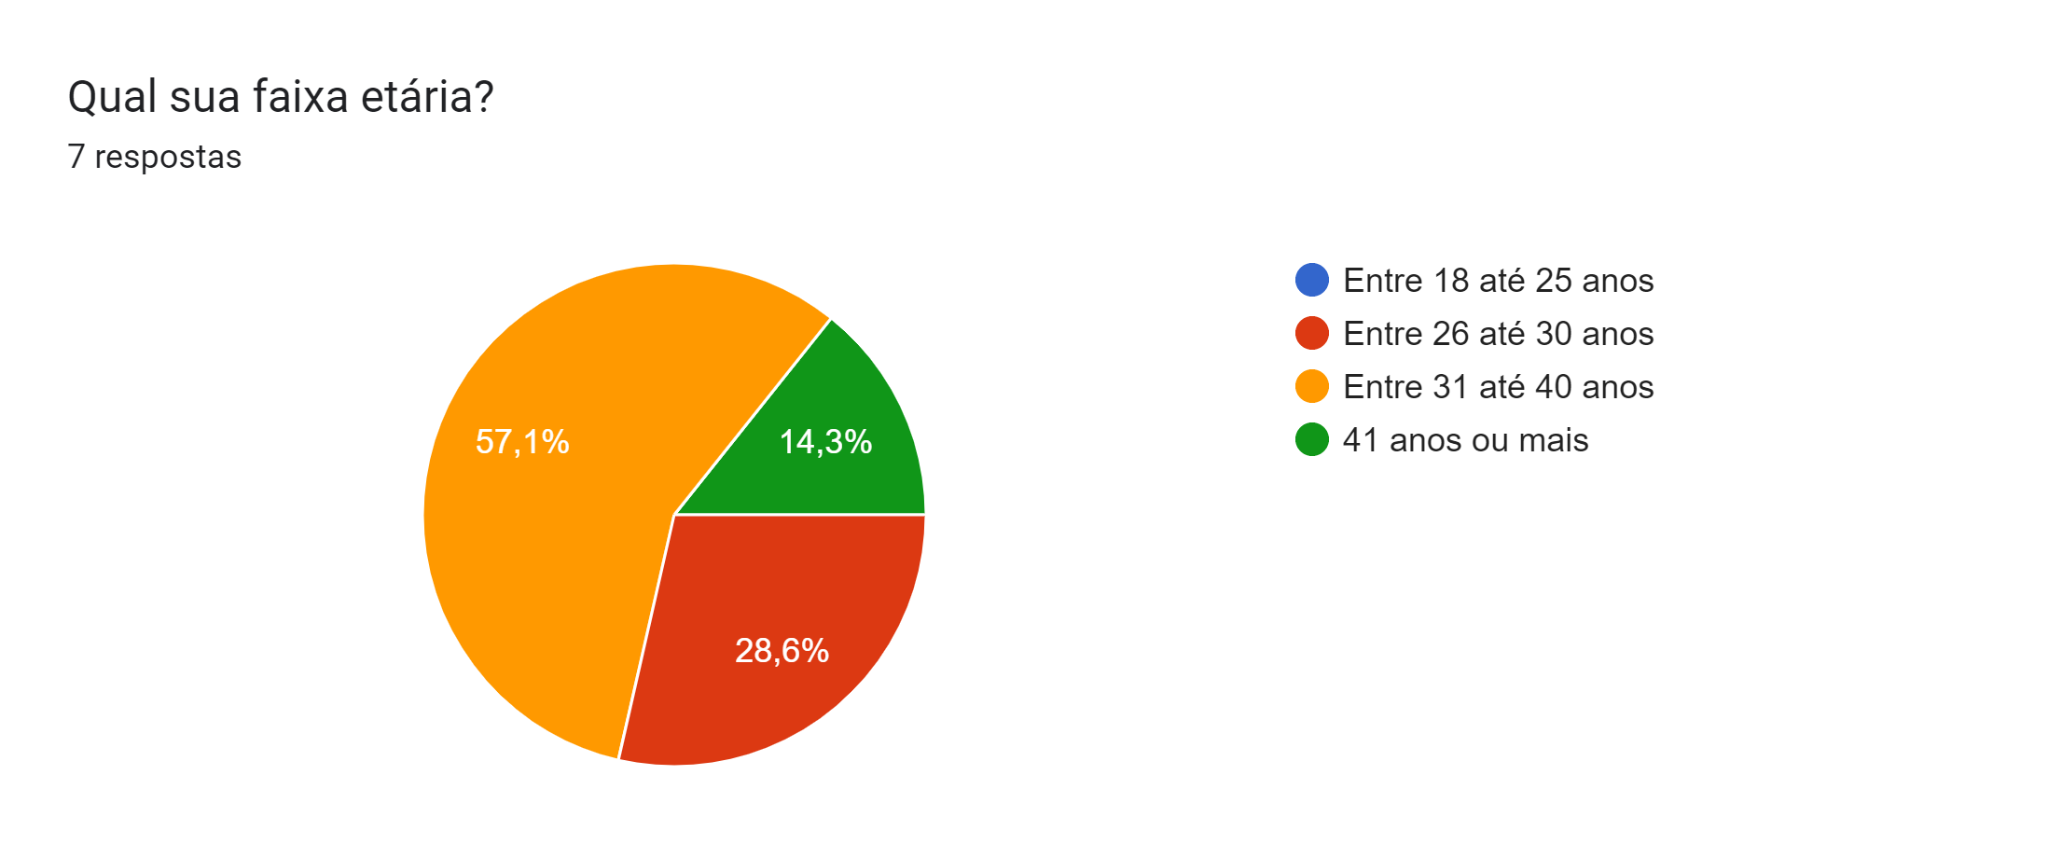 Qual sua faixa etária?
7 respostas
Entre 18 até 25 anos
Entre 26 até 30 anos
Entre 31 até 40 anos
41 anos ou mais
57,1%
14,3%
28,6%